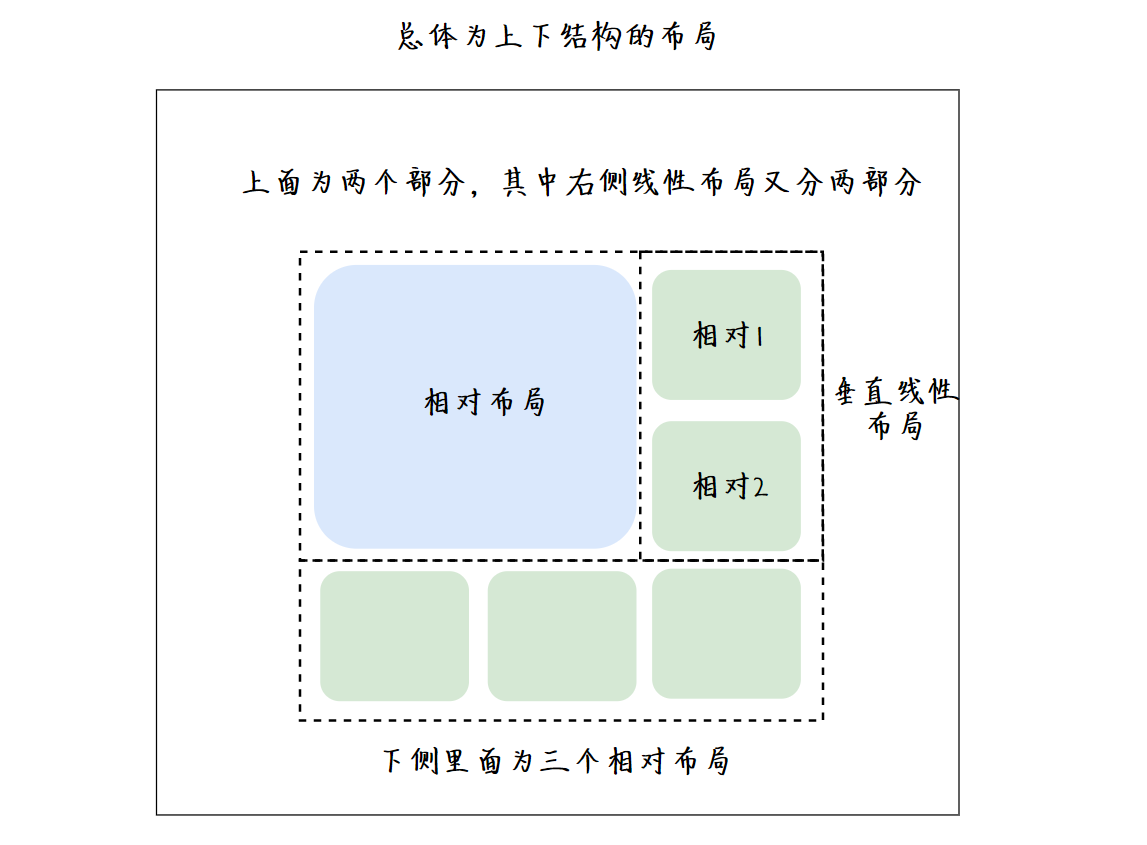 总体为上下结构的布局
上面为两个部分，其中右侧线性布局又分两部分
相对布局
相对1
相对2
垂直线性
布局
下侧里面为三个相对布局